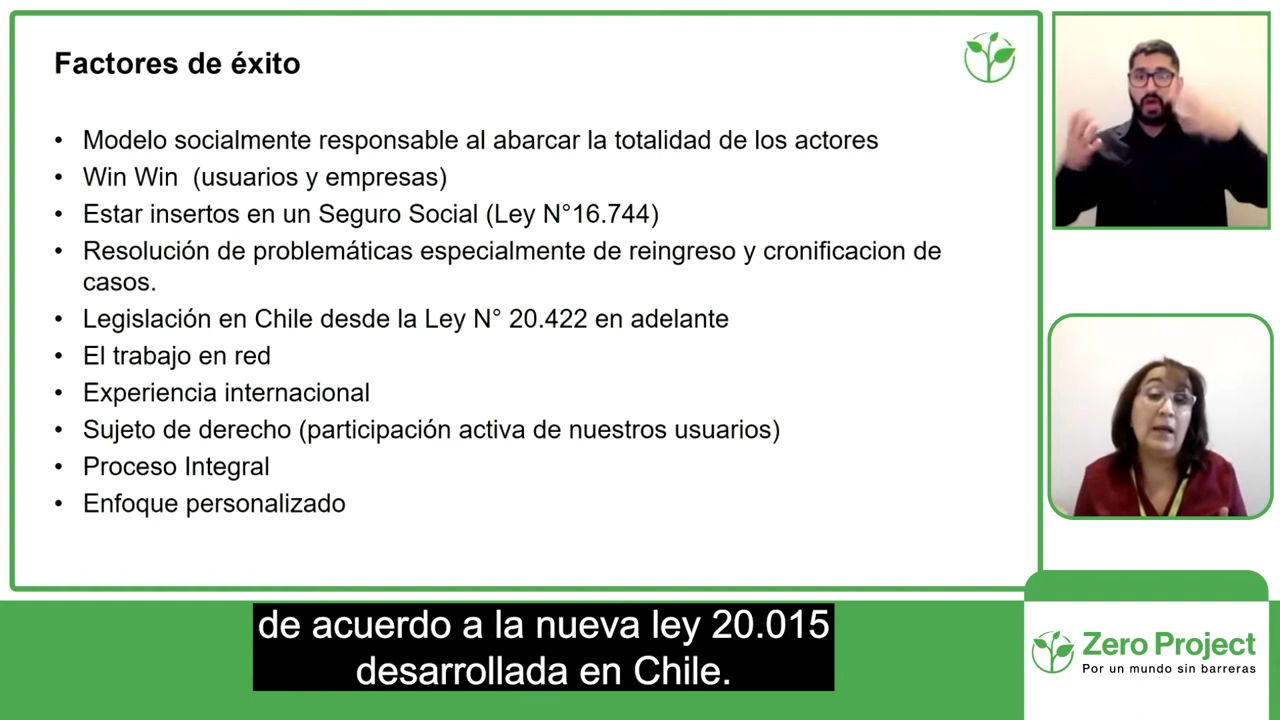 Factores de éxito
• Modelo socialmente responsable al abarcar la totalidad de los actores
• Win Win (usuarios y empresas)
• Estar insertos en un Seguro Social (Ley N°16.744)
• Resolución de problemáticas especialmente de reingreso y cronificacion de
casos.
• Legislación en Chile desde la Ley N° 20.422 en adelante
• El trabajo en red
• Experiencia internacional
• Sujeto de derecho (participación activa de nuestros usuarios)
• Proceso Integral
• Enfoque personalizado
de acuerdo a la nueva ley 20.015
desarrollada en Chile.
Zero Project
Por un mundo sin barreras